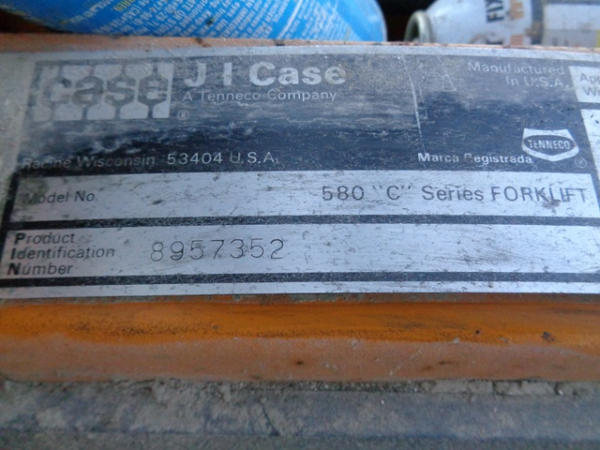 FIX
case
J I Case
A Tenneco Company
Manufactured
In U.S.A.
Racine Wisconsin 53404 U.S.A.
TENNECO
Marca Registrada
Model No.
580 "C" Series FORKLIFT
Product
Identification
Number
8957352